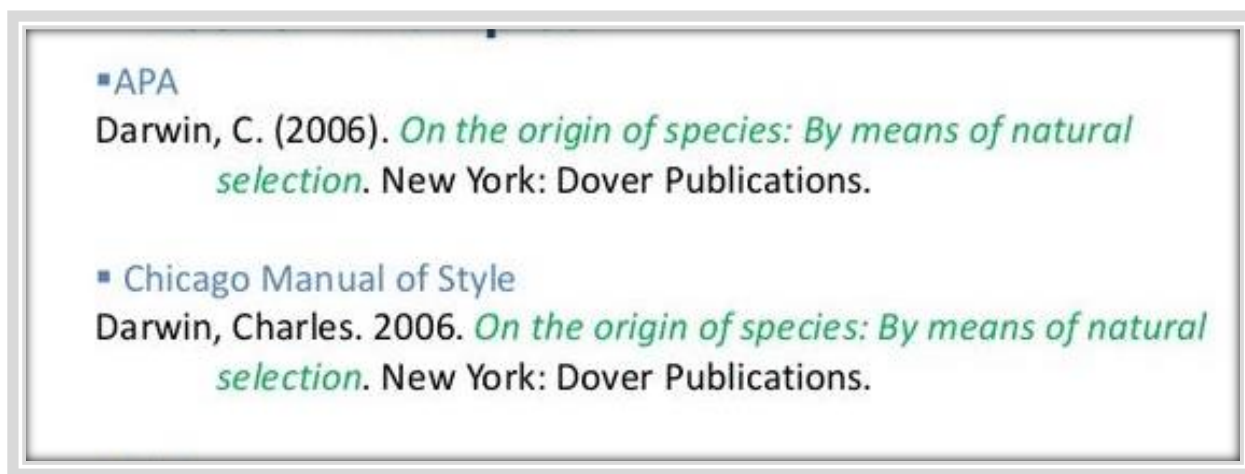 ▪APA
Darwin, C. (2006). On the origin of species: By means of natural
selection. New York: Dover Publications.
▪ Chicago Manual of Style
Darwin, Charles. 2006. On the origin of species: By means of natural
selection. New York: Dover Publications.